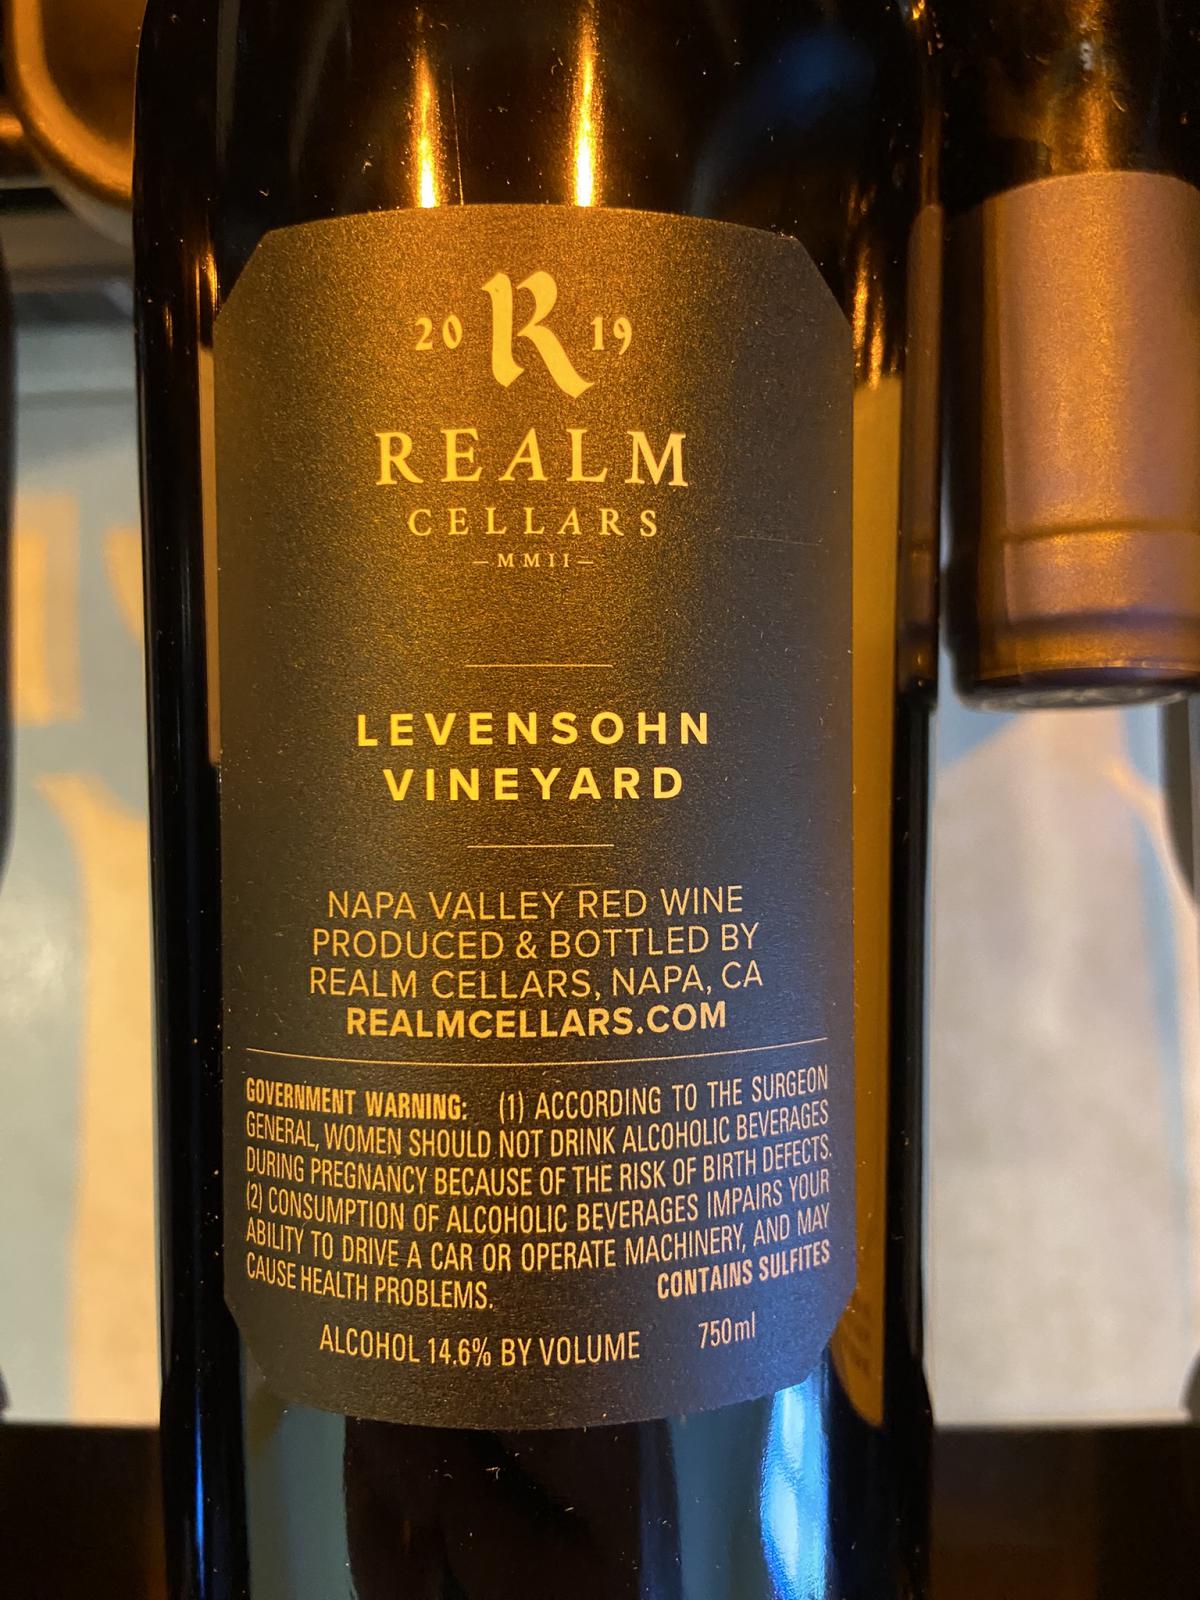 20 R 19
REALM
CELLARS
–MMII–
LEVENSOHN
VINEYARD
NAPA VALLEY RED WINE
PRODUCED & BOTTLED BY
REALM CELLARS, NAPA, CA
REALMCELLARS.COM
GOVERNMENT WARNING: (1) ACCORDING TO THE SURGEON
GENERAL, WOMEN SHOULD NOT DRINK ALCOHOLIC BEVERAGES
DURING PREGNANCY BECAUSE OF THE RISK OF BIRTH DEFECTS.
(2) CONSUMPTION OF ALCOHOLIC BEVERAGES IMPAIRS YOUR
ABILITY TO DRIVE A CAR OR OPERATE MACHINERY, AND MAY
CAUSE HEALTH PROBLEMS. CONTAINS SULFITES
ALCOHOL 14.6% BY VOLUME 750ml